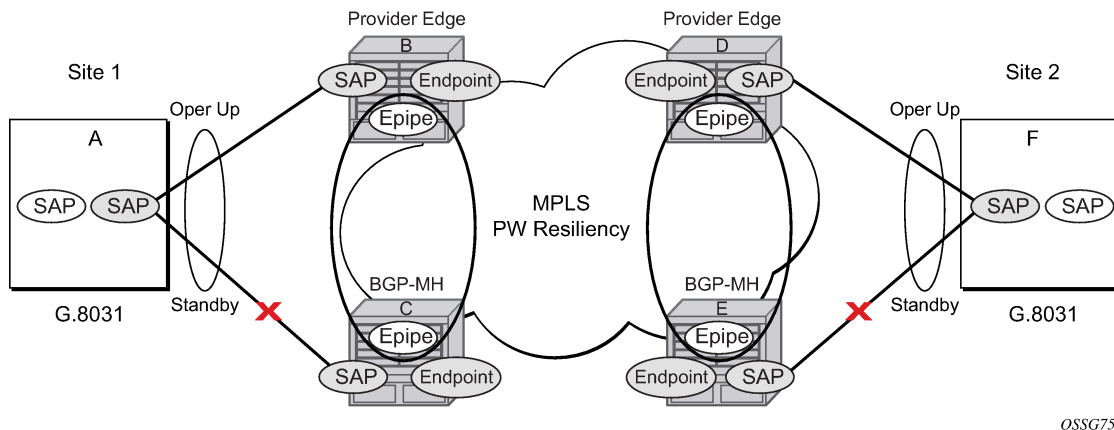 Provider Edge
Provider Edge
B
D
Site 1
SAP
Endpoint
Endpoint
SAP
Site 2
Oper Up
Oper Up
Epipe
Epipe
A
F
SAP
SAP
MPLS
PW Resiliency
SAP
SAP
BGP-MH
BGP-MH
Standby
Standby
G.8031
G.8031
C
E
Epipe
Epipe
SAP
Endpoint
Endpoint
SAP
OSSG75